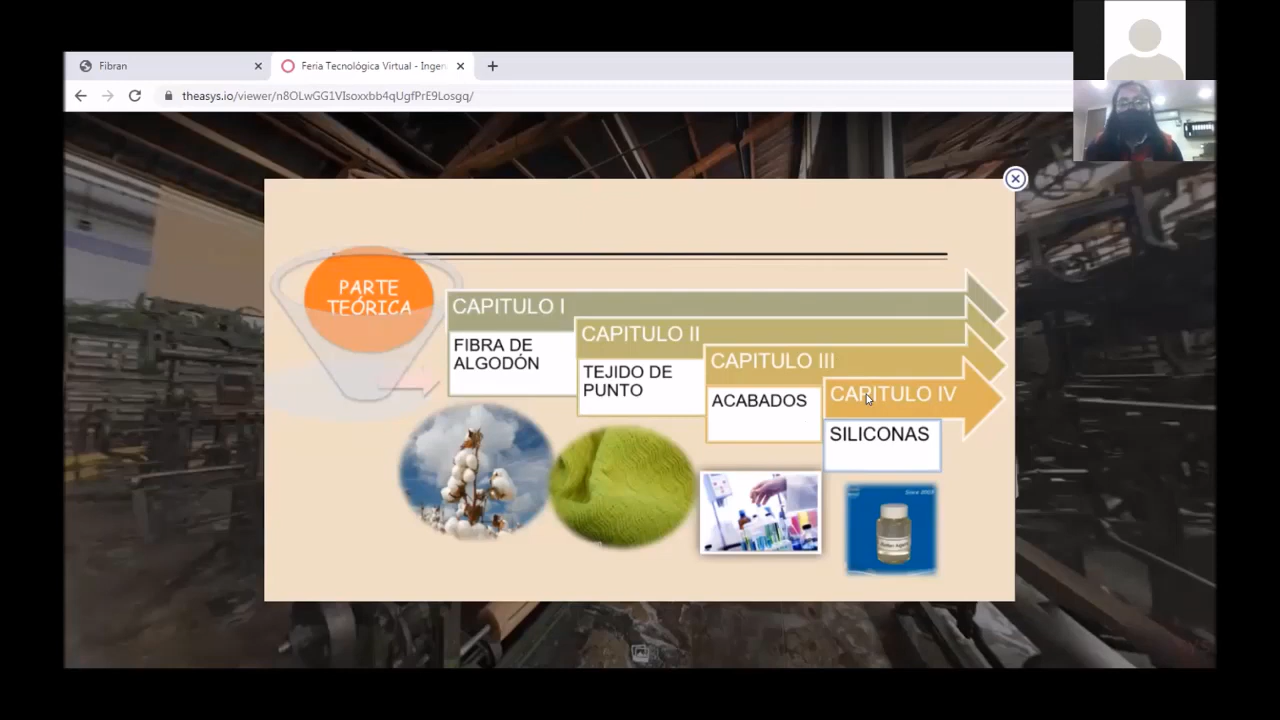 Fibran
Feria Tecnológica Virtual - Ingen
theasys.io/viewer/n8OLwGG1VIsoxxbb4qUgfPrE9Losgq/
PARTE
TEÓRICA
CAPITULO I
FIBRA DE
ALGODÓN
CAPITULO II
TEJIDO DE
PUNTO
CAPITULO III
ACABADOS
CAPITULO IV
SILICONAS